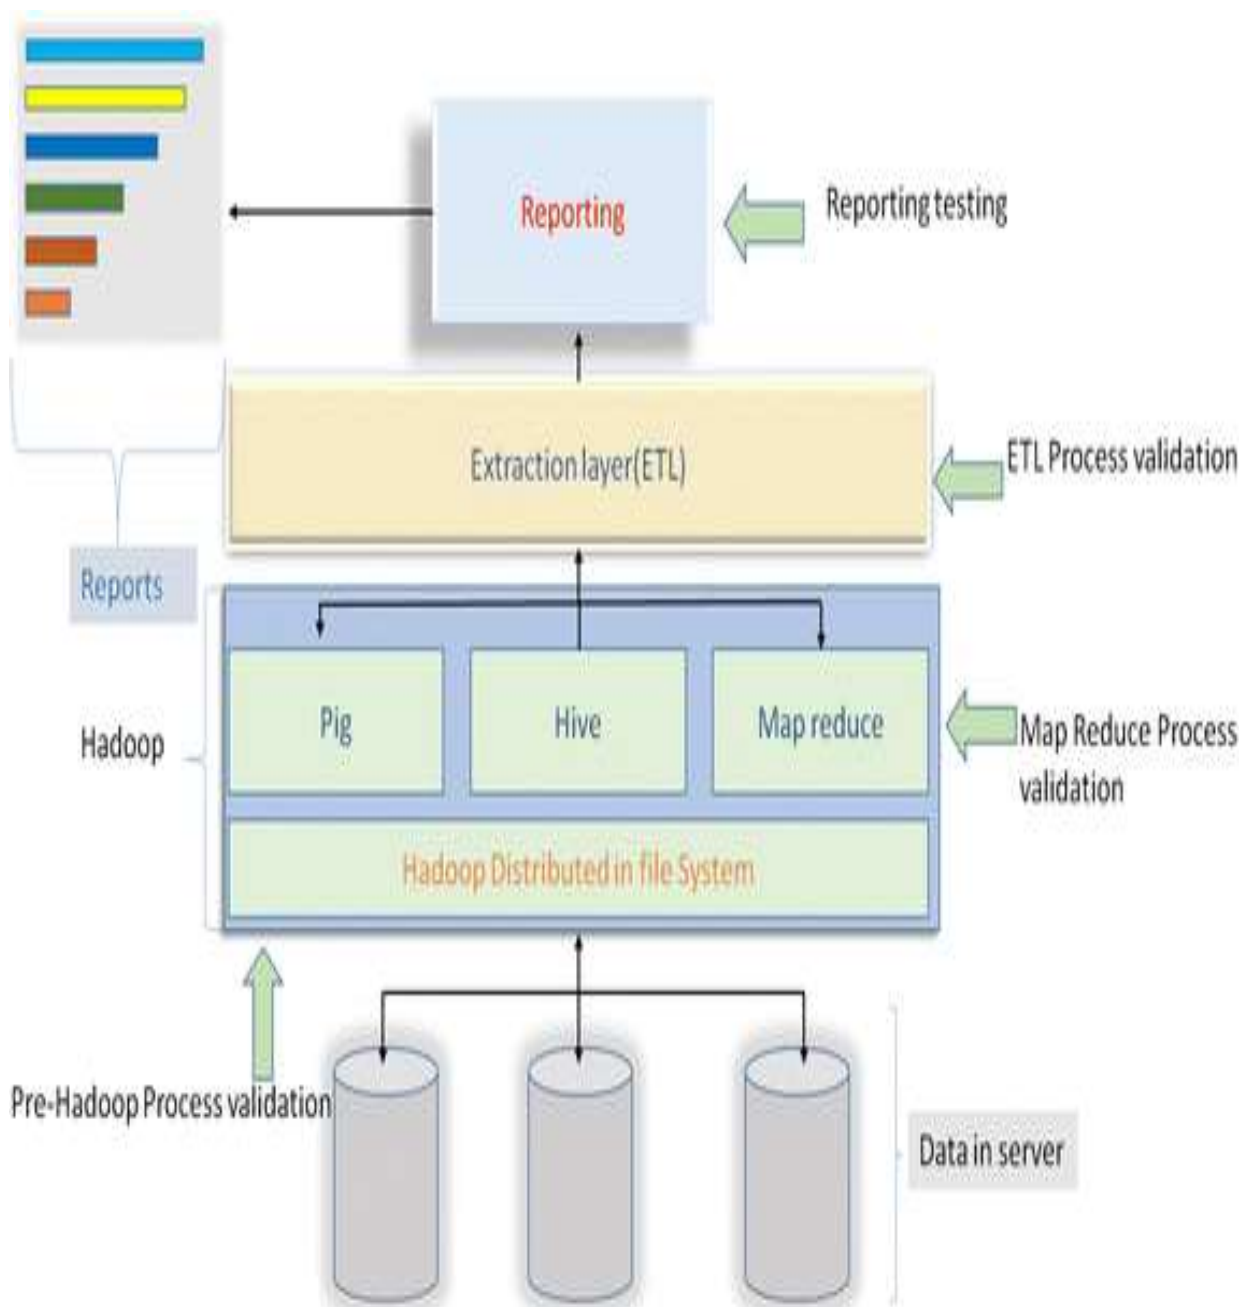 Reporting
Reporting testing
Extraction layer(ETL)
ETL Process validation
Reports
Hadoop
Pig
Hive
Map reduce
Map Reduce Process
validation
Hadoop Distributed in file System
Pre-Hadoop Process validation
Data in server